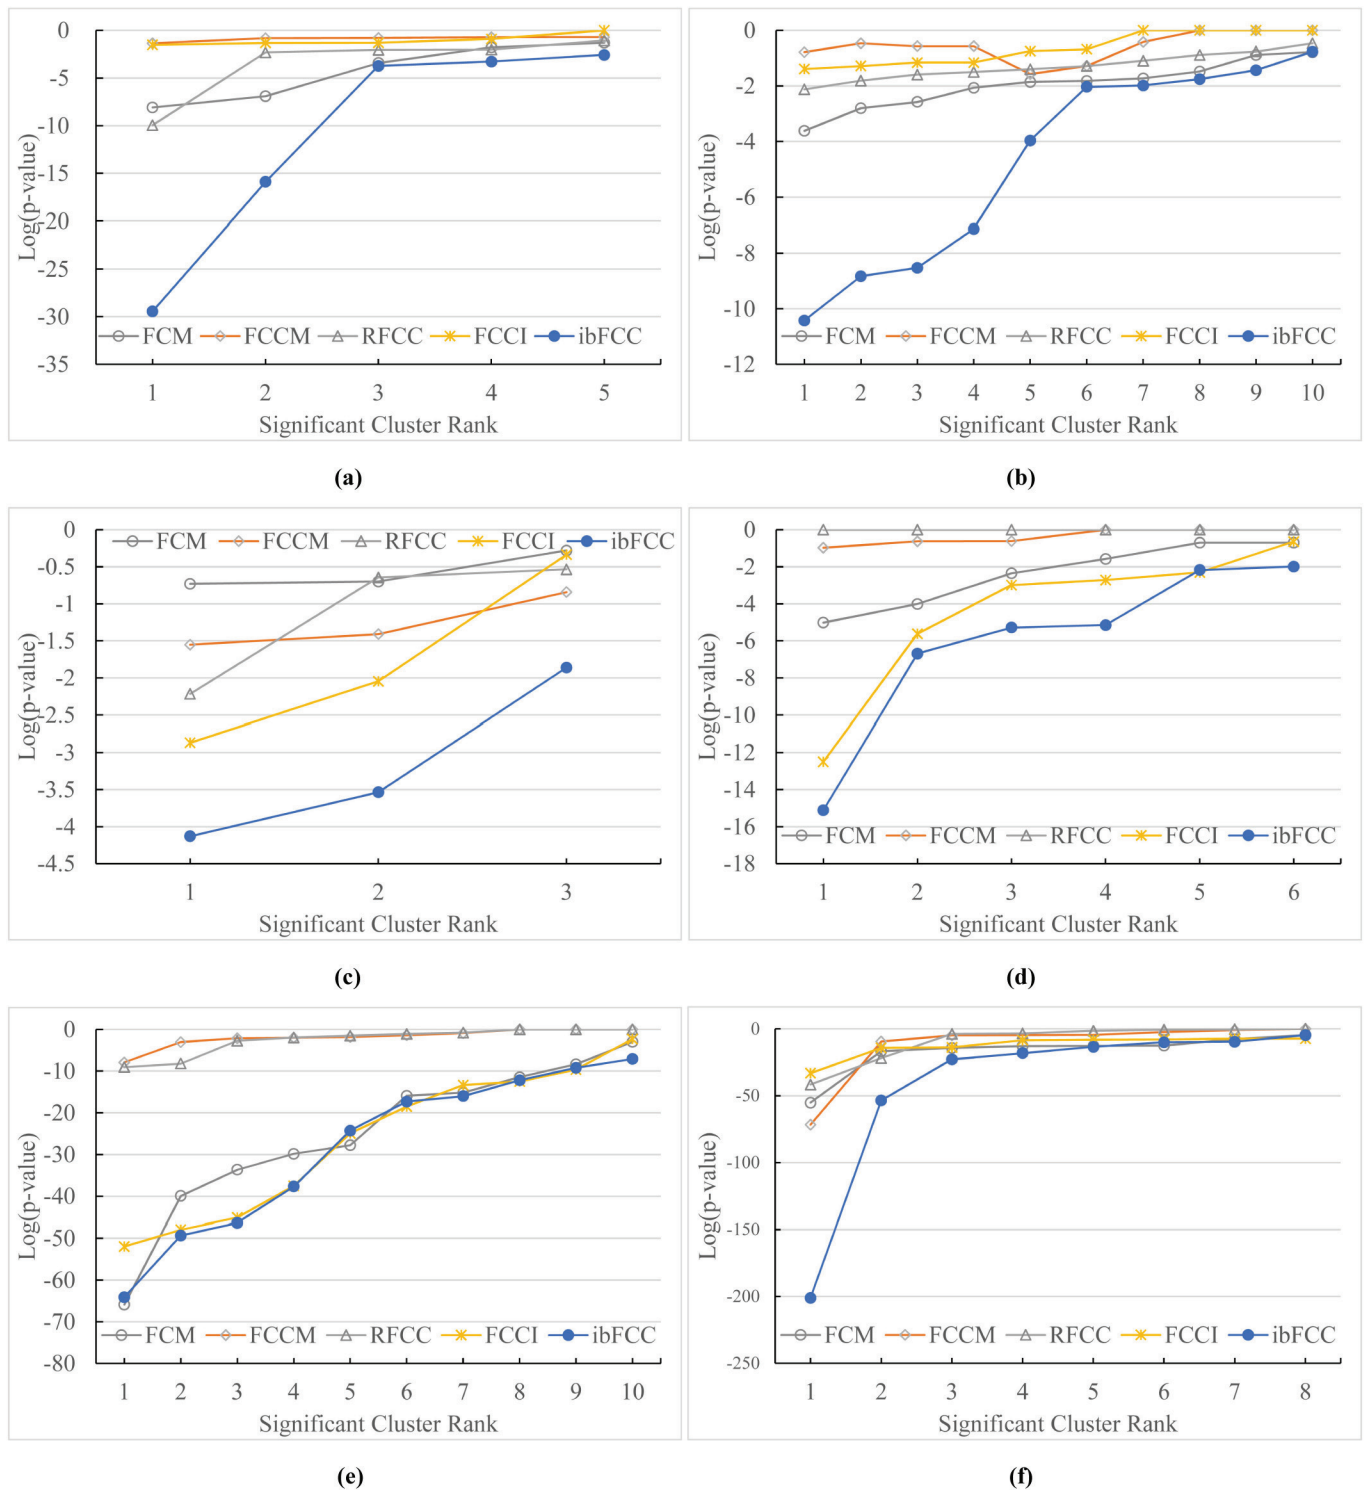 0
-5
-10
-15
-20
-25
-30
-35
Log(p-value)
FCM FCCM RFCC FCCI ibFCC
1 2 3 4 5
Significant Cluster Rank
(a)
0
-2
-4
-6
-8
-10
-12
Log(p-value)
FCM FCCM RFCC FCCI ibFCC
1 2 3 4 5 6 7 8 9 10
Significant Cluster Rank
(b)
0
-0.5
-1
-1.5
-2
-2.5
-3
-3.5
-4
-4.5
Log(p-value)
FCM FCCM RFCC FCCI ibFCC
1 2 3
Significant Cluster Rank
(c)
0
-2
-4
-6
-8
-10
-12
-14
-16
-18
Log(p-value)
FCM FCCM RFCC FCCI ibFCC
1 2 3 4 5 6
Significant Cluster Rank
(d)
0
-10
-20
-30
-40
-50
-60
-70
-80
Log(p-value)
FCM FCCM RFCC FCCI ibFCC
1 2 3 4 5 6 7 8 9 10
Significant Cluster Rank
(e)
0
-50
-100
-150
-200
-250
Log(p-value)
FCM FCCM RFCC FCCI ibFCC
1 2 3 4 5 6 7 8
Significant Cluster Rank
(f)